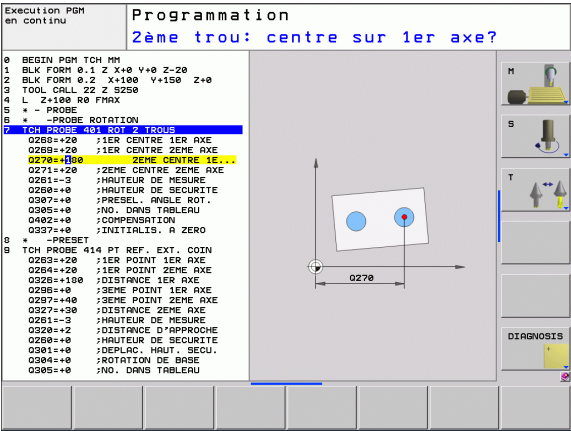 Execution PGM
en continu
Programmation
2ème trou: centre sur 1er axe?
0 BEGIN PGM TCH MM
1 BLK FORM 0.1 Z X+0 Y+0 Z-20
2 BLK FORM 0.2 X+100 Y+150 Z+0
3 TOOL CALL 22 Z S250
4 L Z+100 R0 FMAX
5 * - PROBE
6 * -PROBE ROTATION
7 TCH PROBE 401 ROT 2 TROUS
Q268=+20 ;1ER CENTRE 1ER AXE
Q269=+20 ;1ER CENTRE 2EME AXE
Q270=+180 2EME CENTRE 1E...
Q271=+20 ;2EME CENTRE 2EME AXE
Q261=-3 ;HAUTEUR DE MESURE
Q260=+0 ;HAUTEUR DE SECURITE
Q307=+0 ;PRESEL. ANGLE ROT.
Q305=+0 ;NO. DANS TABLEAU
Q402=+0 ;COMPENSATION
Q337=+0 ;INITIALIS. A ZERO
8 * -PRESET
9 TCH PROBE 414 PT REF. EXT. COIN
Q263=+20 ;1ER POINT 1ER AXE
Q264=+20 ;1ER POINT 2EME AXE
Q326=+180 ;DISTANCE 1ER AXE
Q296=+0 ;3EME POINT 1ER AXE
Q297=+40 ;3EME POINT 2EME AXE
Q327=+30 ;DISTANCE 2EME AXE
Q261=-3 ;HAUTEUR DE MESURE
Q320=+2 ;DISTANCE D'APPROCHE
Q260=+0 ;HAUTEUR DE SECURITE
Q301=+0 ;DEPLAC. HAUT. SECU.
Q304=+0 ;ROTATION DE BASE
Q305=+0 ;NO. DANS TABLEAU
Q270
M
S
T
DIAGNOSIS